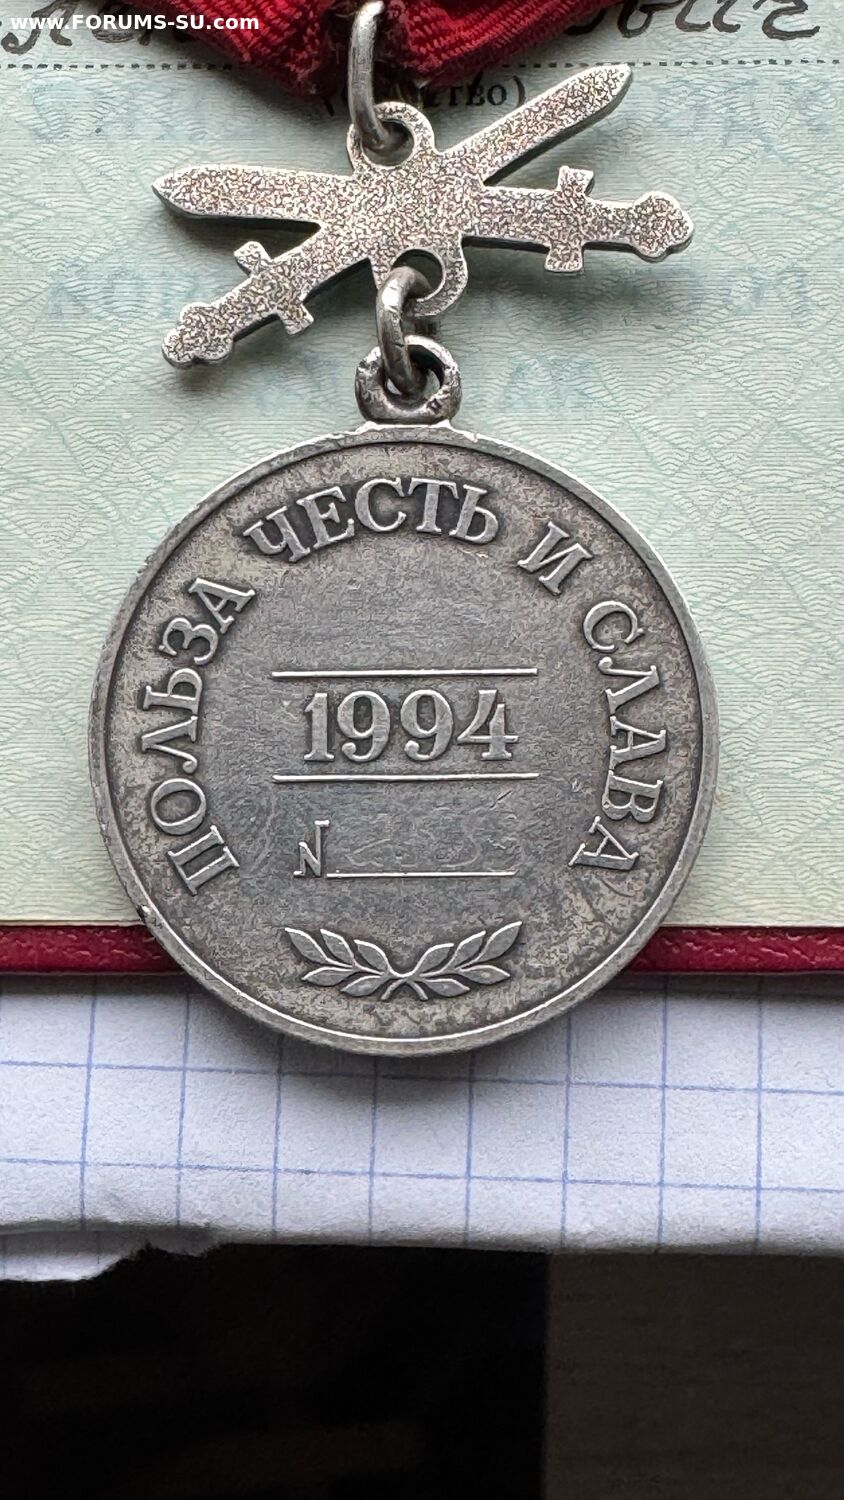 www.FORUMS-SU.com
ПОЛЬЗА ЧЕСТЬ И СЛАВА
1994
N